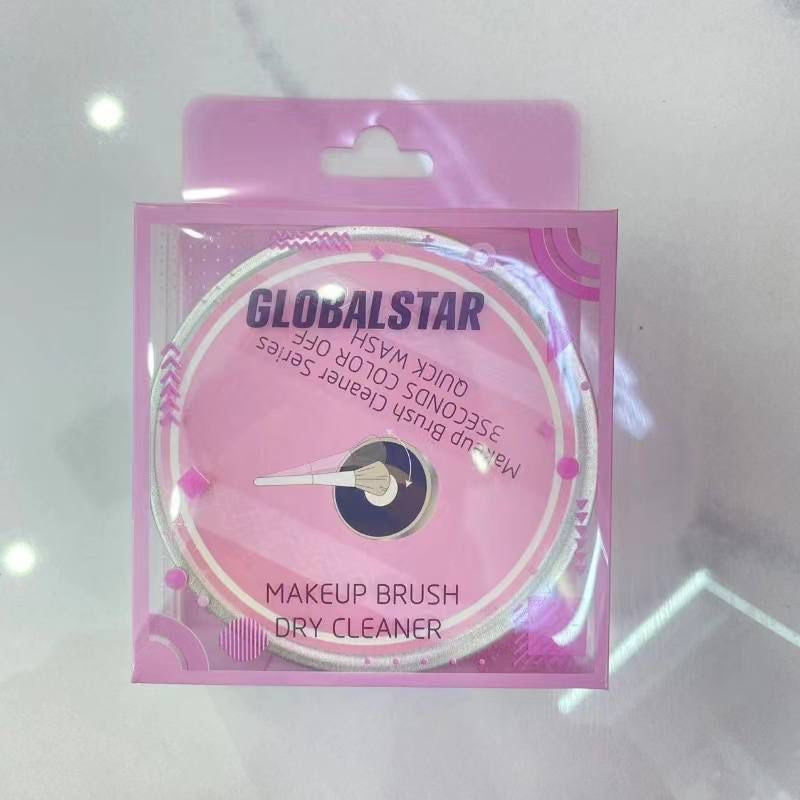 GLOBALSTAR
Makeup Brush Cleaner Series
3SECONDS COLOR OFF
QUICK WASH
MAKEUP BRUSH
DRY CLEANER